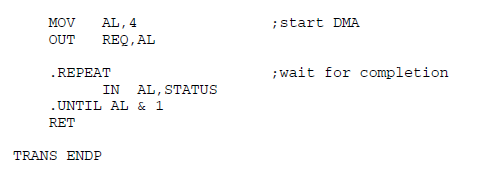 MOV AL,4 ;start DMA
OUT REQ,AL
.REPEAT ;wait for completion
IN AL,STATUS
.UNTIL AL & 1
RET
TRANS ENDP